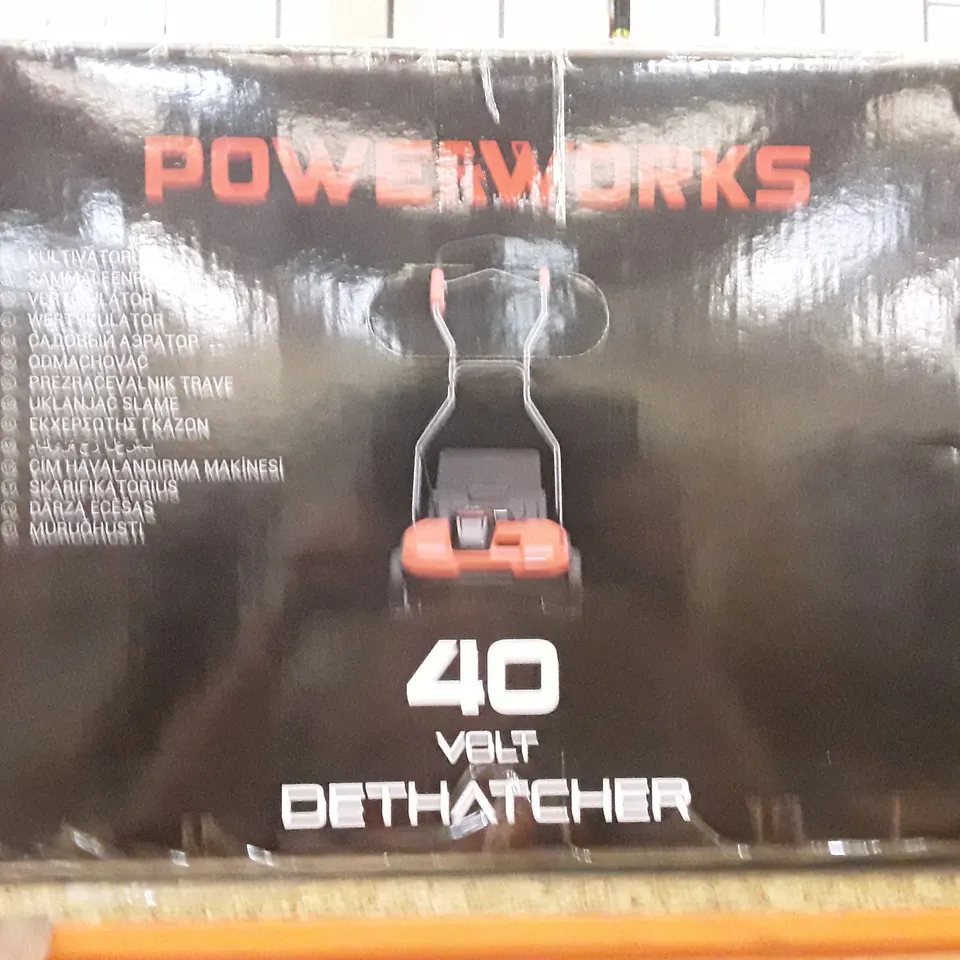 POWERWORKS
KULTIVATORU
VERTIKULATOR
WERTYKULATOR
САДОВЫЙ АЭРАТОР
ODMACHOVAČ
PREZRAČEVALNIK TRAVE
UKLANJAČ SLAME
ΕΚΧΕΡΣΩΤΗΣ ΓΚΑΖΟΝ
ÇİM HAVALANDIRMA MAKİNESİ
SKARIFIKATORIUS
DĀRZA ECĒŠAS
MURUÕHUSTI
40
VOLT
DETHATCHER